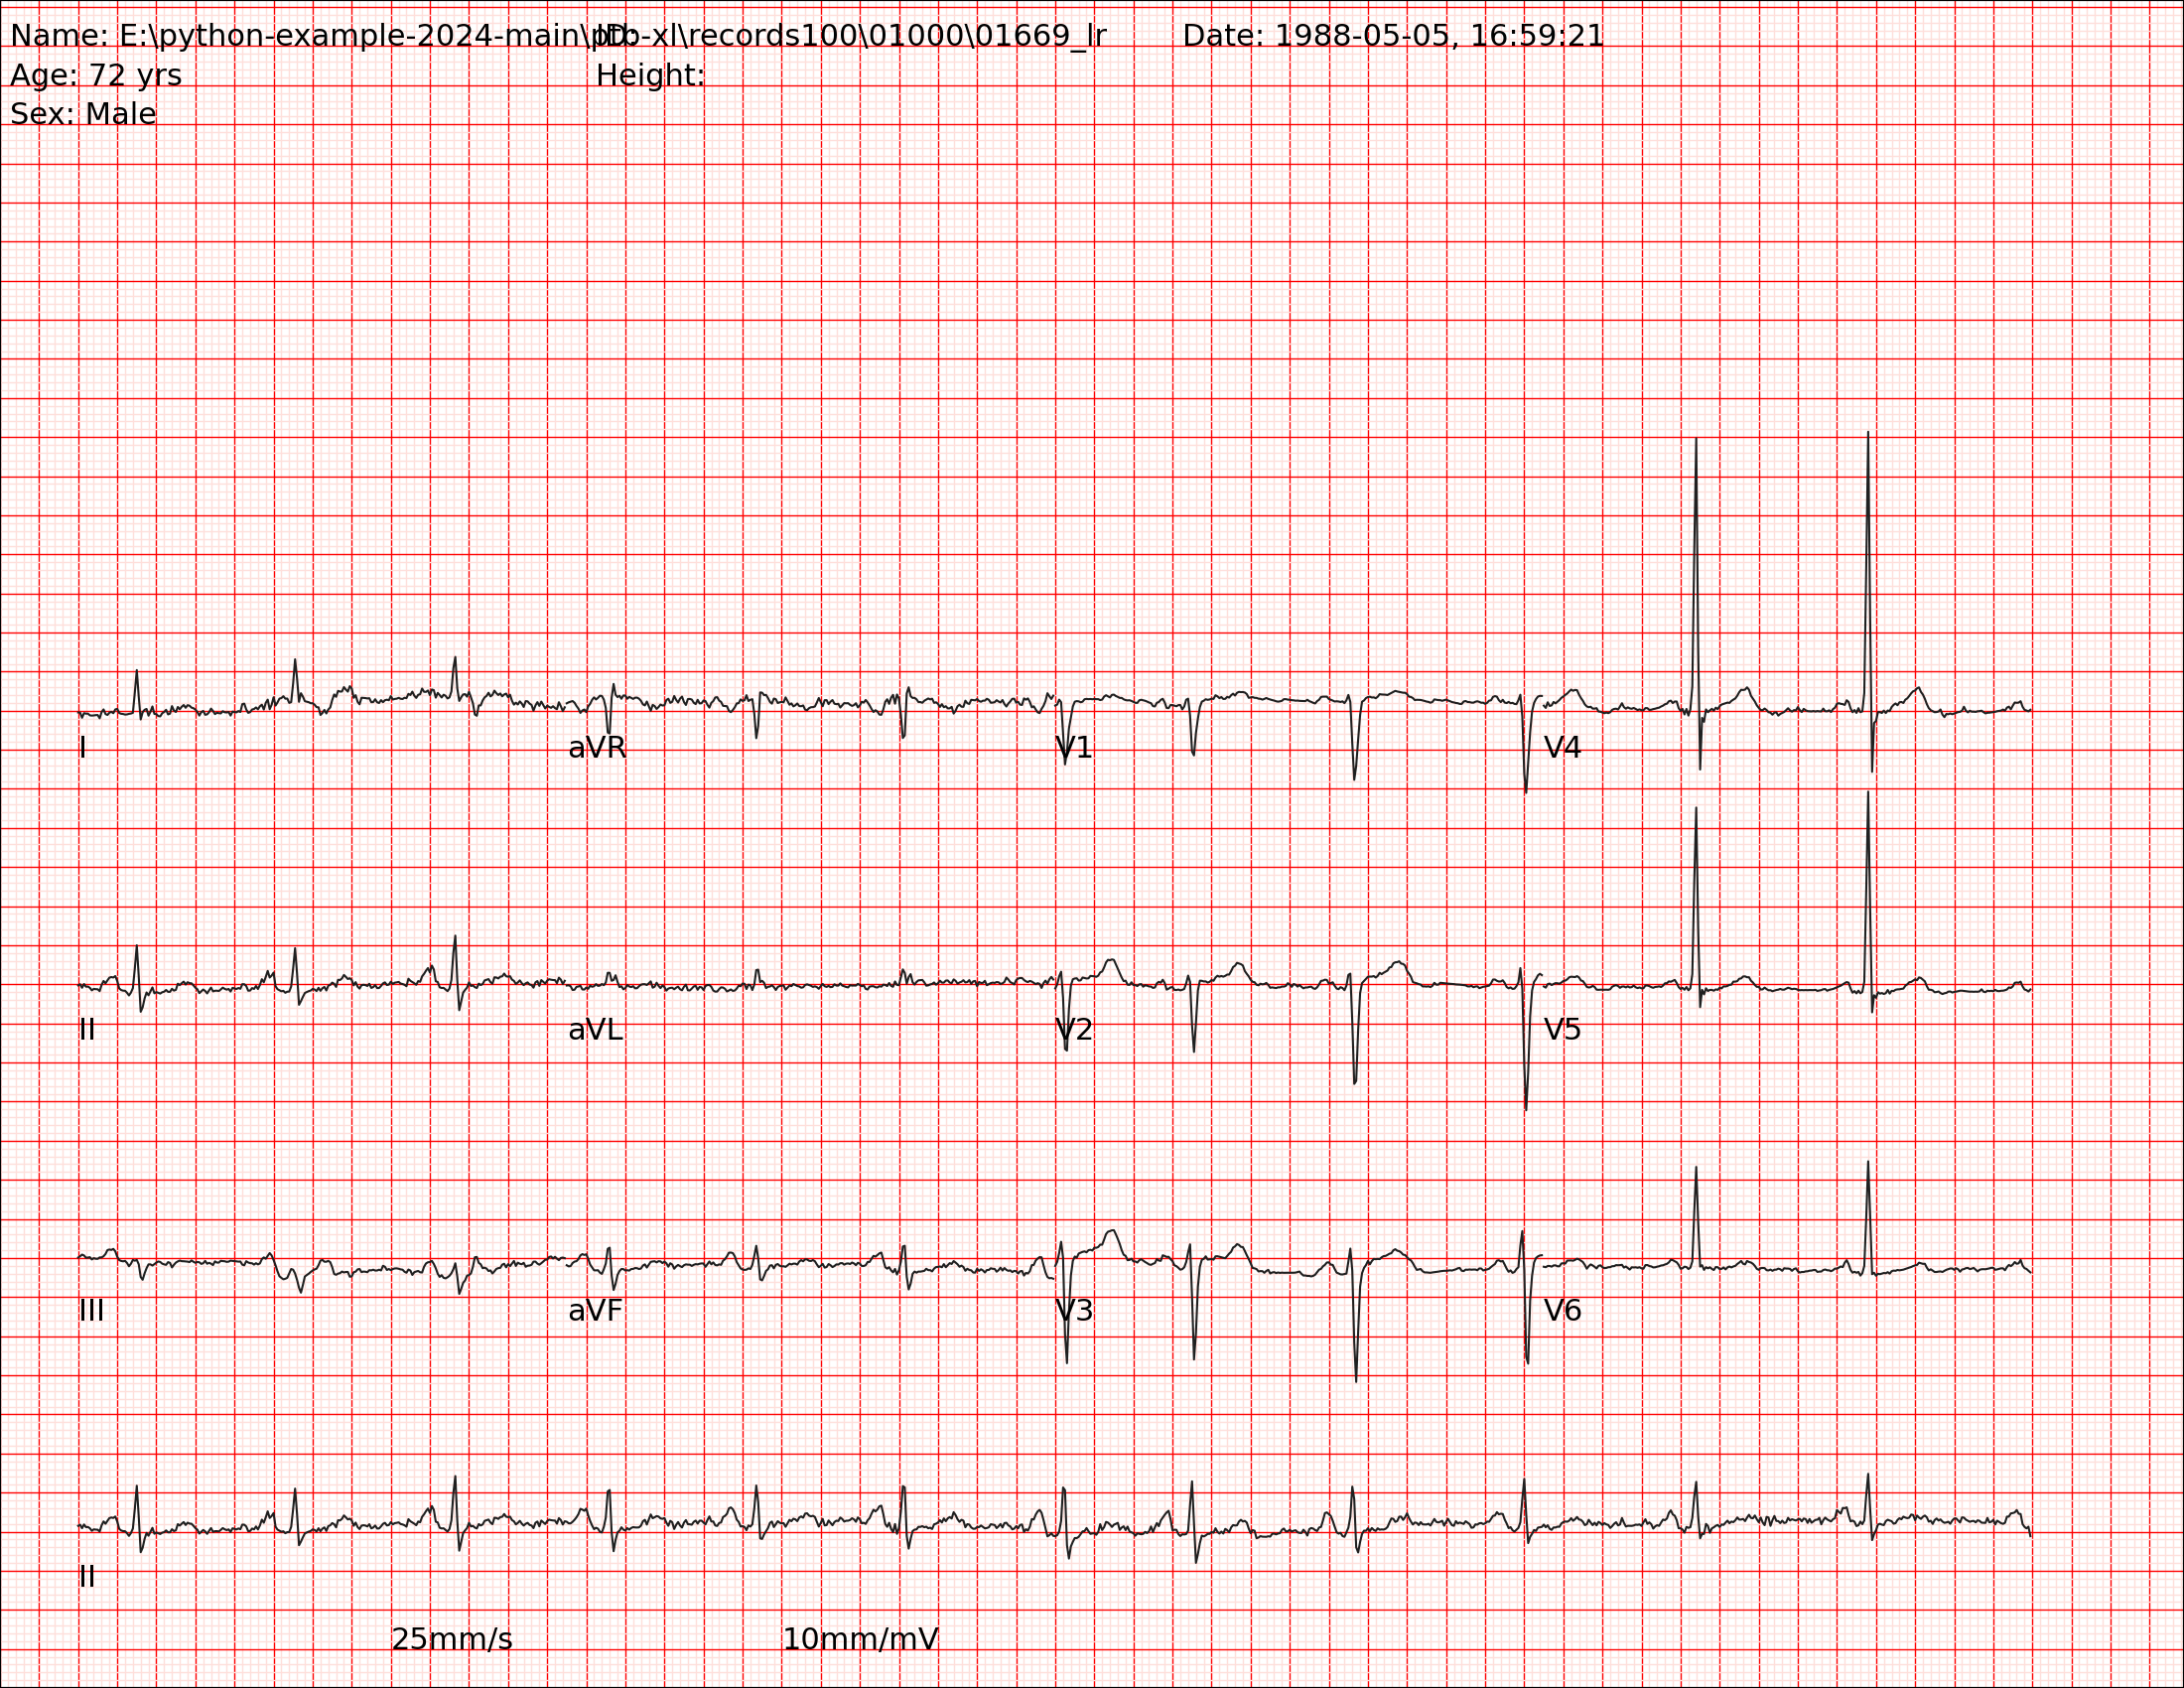 Name: E:\python-example-2024-main\ptb-xl\records100\01000\01669_lr ID: Date: 1988-05-05, 16:59:21
Age: 72 yrs Height:
Sex: Male
I aVR V1 V4
II aVL V2 V5
III aVF V3 V6
II
25mm/s 10mm/mV